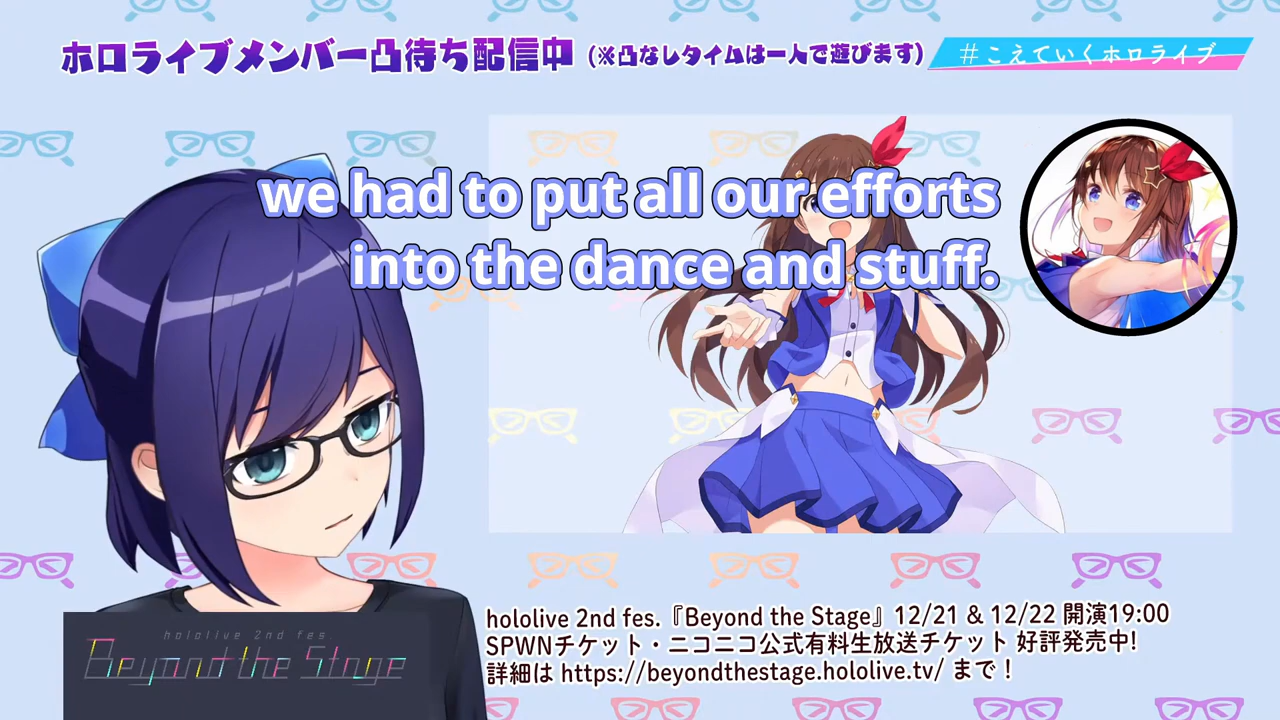 ホロライブメンバー凸待ち配信中 (※凸なしタイムは一人で遊びます) #こえていくホロライブ
we had to put all our efforts
into the dance and stuff.
hololive 2nd fes.『Beyond the Stage』12/21 & 12/22 開演19:00
SPWNチケット・ニコニコ公式有料生放送チケット 好評発売中!
詳細は https://beyondthestage.hololive.tv/ まで！
hololive 2nd fes.
Beyond the Stage